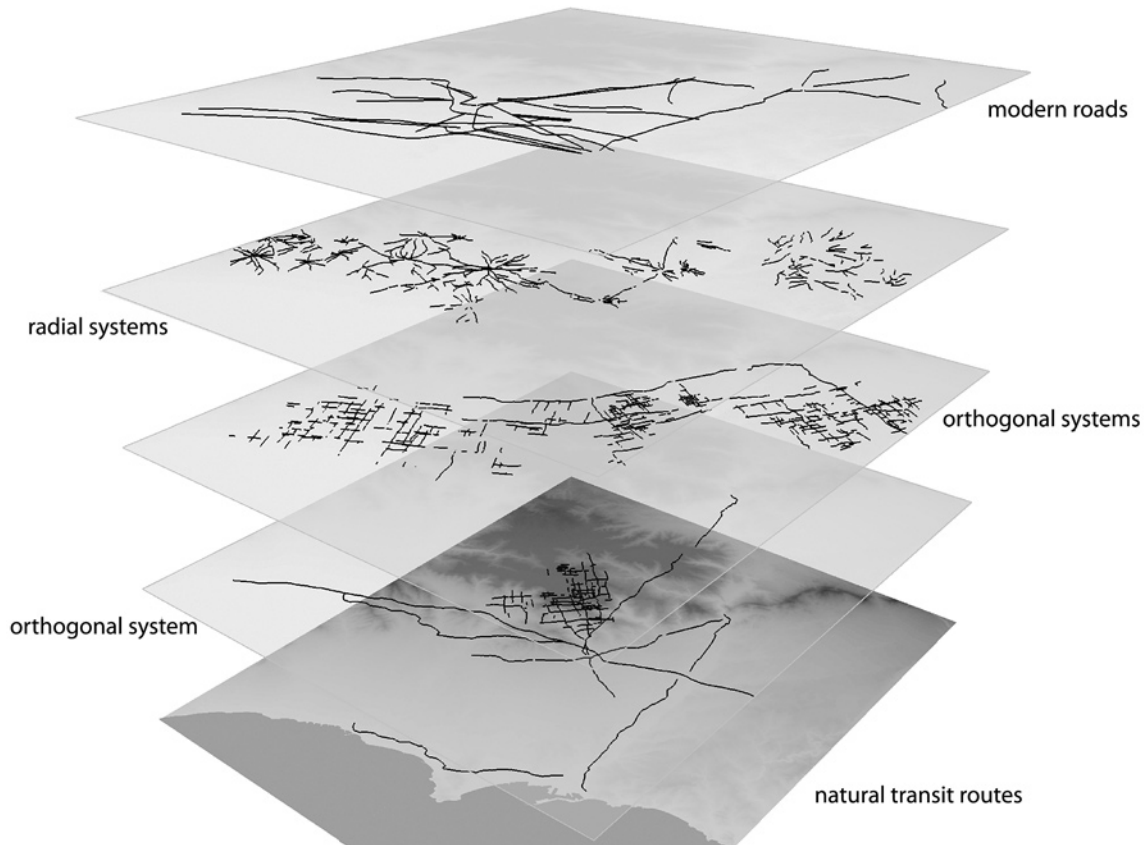 modern roads
radial systems
orthogonal systems
orthogonal system
natural transit routes